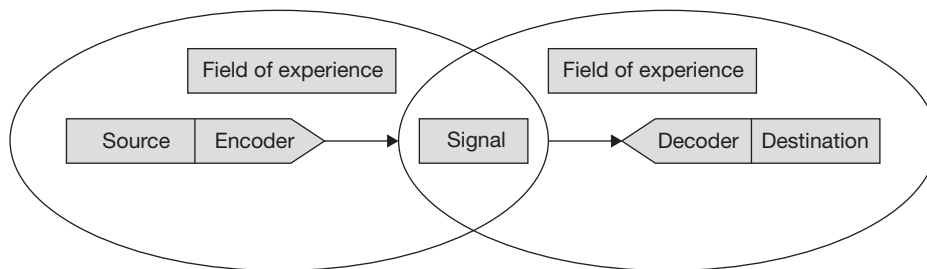 Field of experience
Field of experience
Source
Encoder
Signal
Decoder
Destination